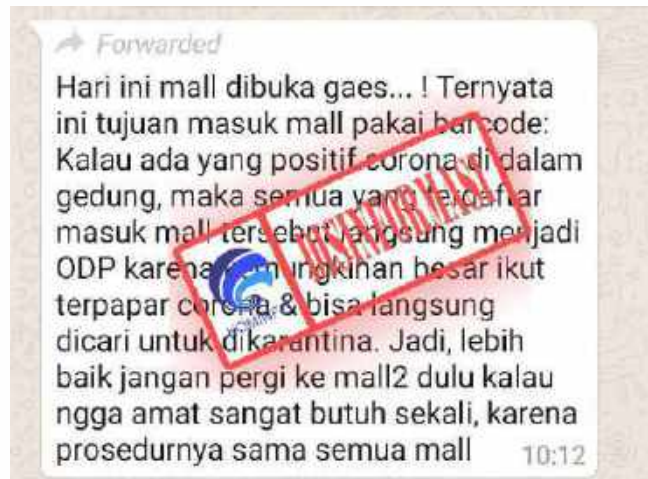 Forwarded
Hari ini mall dibuka gaes... ! Ternyata
ini tujuan masuk mall pakai barcode:
Kalau ada yang positif corona di dalam
gedung, maka semua yang terdaftar
masuk mall tersebut langsung menjadi
ODP karena kemungkinan besar ikut
terpapar corona & bisa langsung
dicari untuk dikarantina. Jadi, lebih
baik jangan pergi ke mall2 dulu kalau
ngga amat sangat butuh sekali, karena
prosedurnya sama semua mall
10:12
DISINFORMASI
KOMINFO